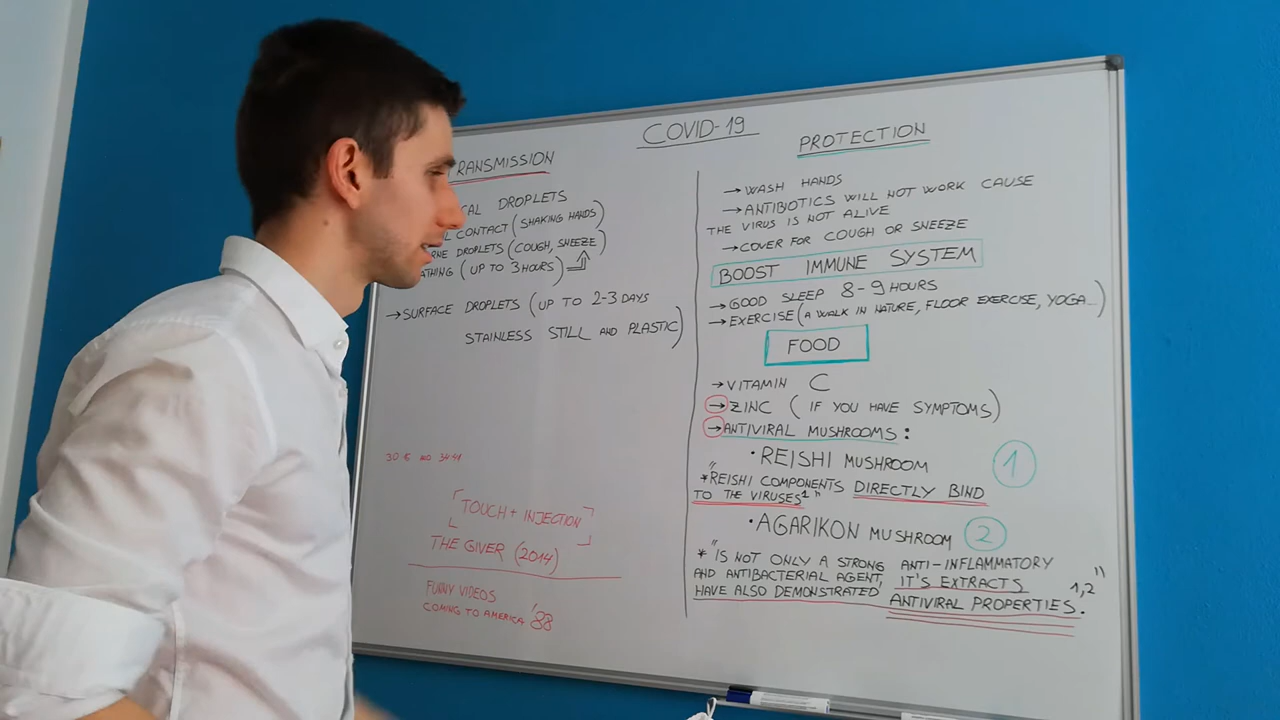 COVID-19
TRANSMISSION
DROPLETS
CONTACT (SHAKING HANDS)
DROPLETS (COUGH, SNEEZE)
(UP TO 3 HOURS)
→SURFACE DROPLETS (UP TO 2-3 DAYS
STAINLESS STILL AND PLASTIC)
TOUCH + INJECTION
THE GIVER (2014)
FUNNY VIDEOS
COMING TO AMERICA '88
PROTECTION
→WASH HANDS
→ANTIBIOTICS WILL NOT WORK CAUSE
THE VIRUS IS NOT ALIVE
→COVER FOR COUGH OR SNEEZE
BOOST IMMUNE SYSTEM
→GOOD SLEEP 8-9 HOURS
→EXERCISE (A WALK IN NATURE, FLOOR EXERCISE, YOGA...)
FOOD
→VITAMIN C
→ZINC (IF YOU HAVE SYMPTOMS)
→ANTIVIRAL MUSHROOMS:
•REISHI MUSHROOM 1
*"REISHI COMPONENTS DIRECTLY BIND
TO THE VIRUSES1"
•AGARIKON MUSHROOM 2
*"IS NOT ONLY A STRONG ANTI-INFLAMMATORY
AND ANTIBACTERIAL AGENT, IT'S EXTRACTS
HAVE ALSO DEMONSTRATED ANTIVIRAL PROPERTIES. 1,2"